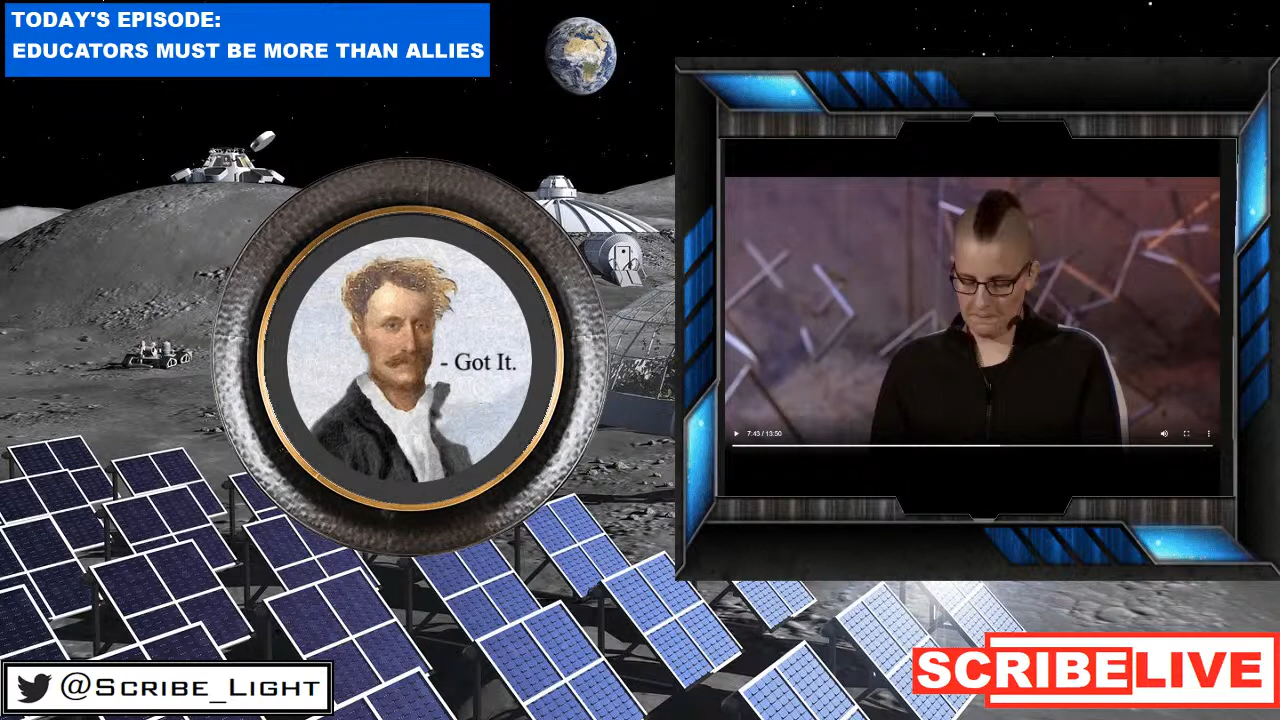 TODAY'S EPISODE:
EDUCATORS MUST BE MORE THAN ALLIES
- Got It.
7:43 / 13:50
@SCRIBE_LIGHT
SCRIBELIVE